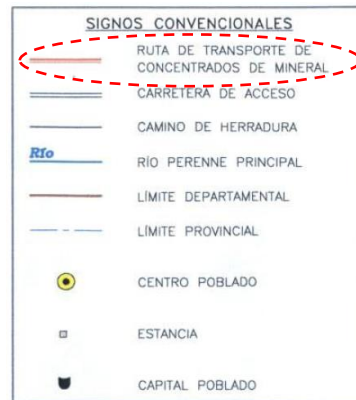 SIGNOS CONVENCIONALES
RUTA DE TRANSPORTE DE
CONCENTRADOS DE MINERAL
CARRETERA DE ACCESO
CAMINO DE HERRADURA
Río
RÍO PERENNE PRINCIPAL
LÍMITE DEPARTAMENTAL
LÍMITE PROVINCIAL
CENTRO POBLADO
ESTANCIA
CAPITAL POBLADO